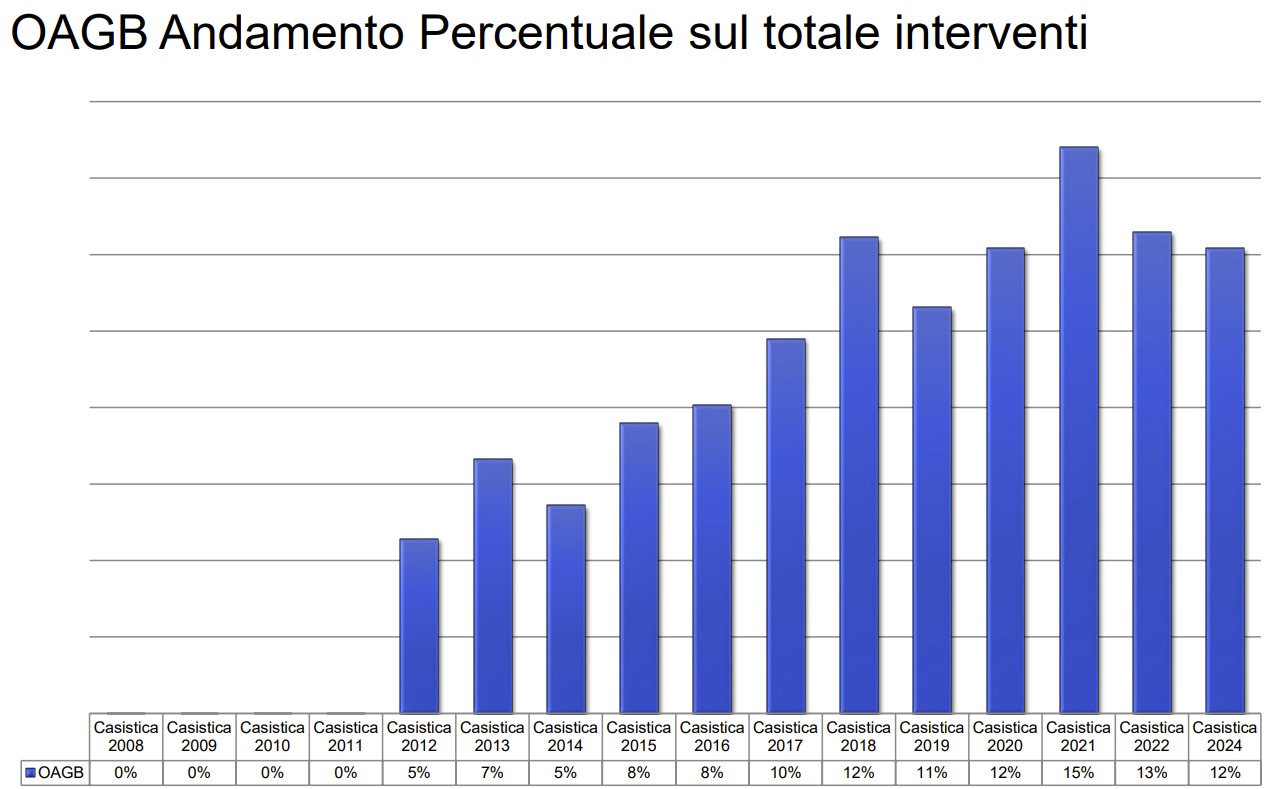 OAGB Andamento Percentuale sul totale interventi
Casistica 2008 Casistica 2009 Casistica 2010 Casistica 2011 Casistica 2012 Casistica 2013 Casistica 2014 Casistica 2015 Casistica 2016 Casistica 2017 Casistica 2018 Casistica 2019 Casistica 2020 Casistica 2021 Casistica 2022 Casistica 2024
OAGB 0% 0% 0% 0% 5% 7% 5% 8% 8% 10% 12% 11% 12% 15% 13% 12%